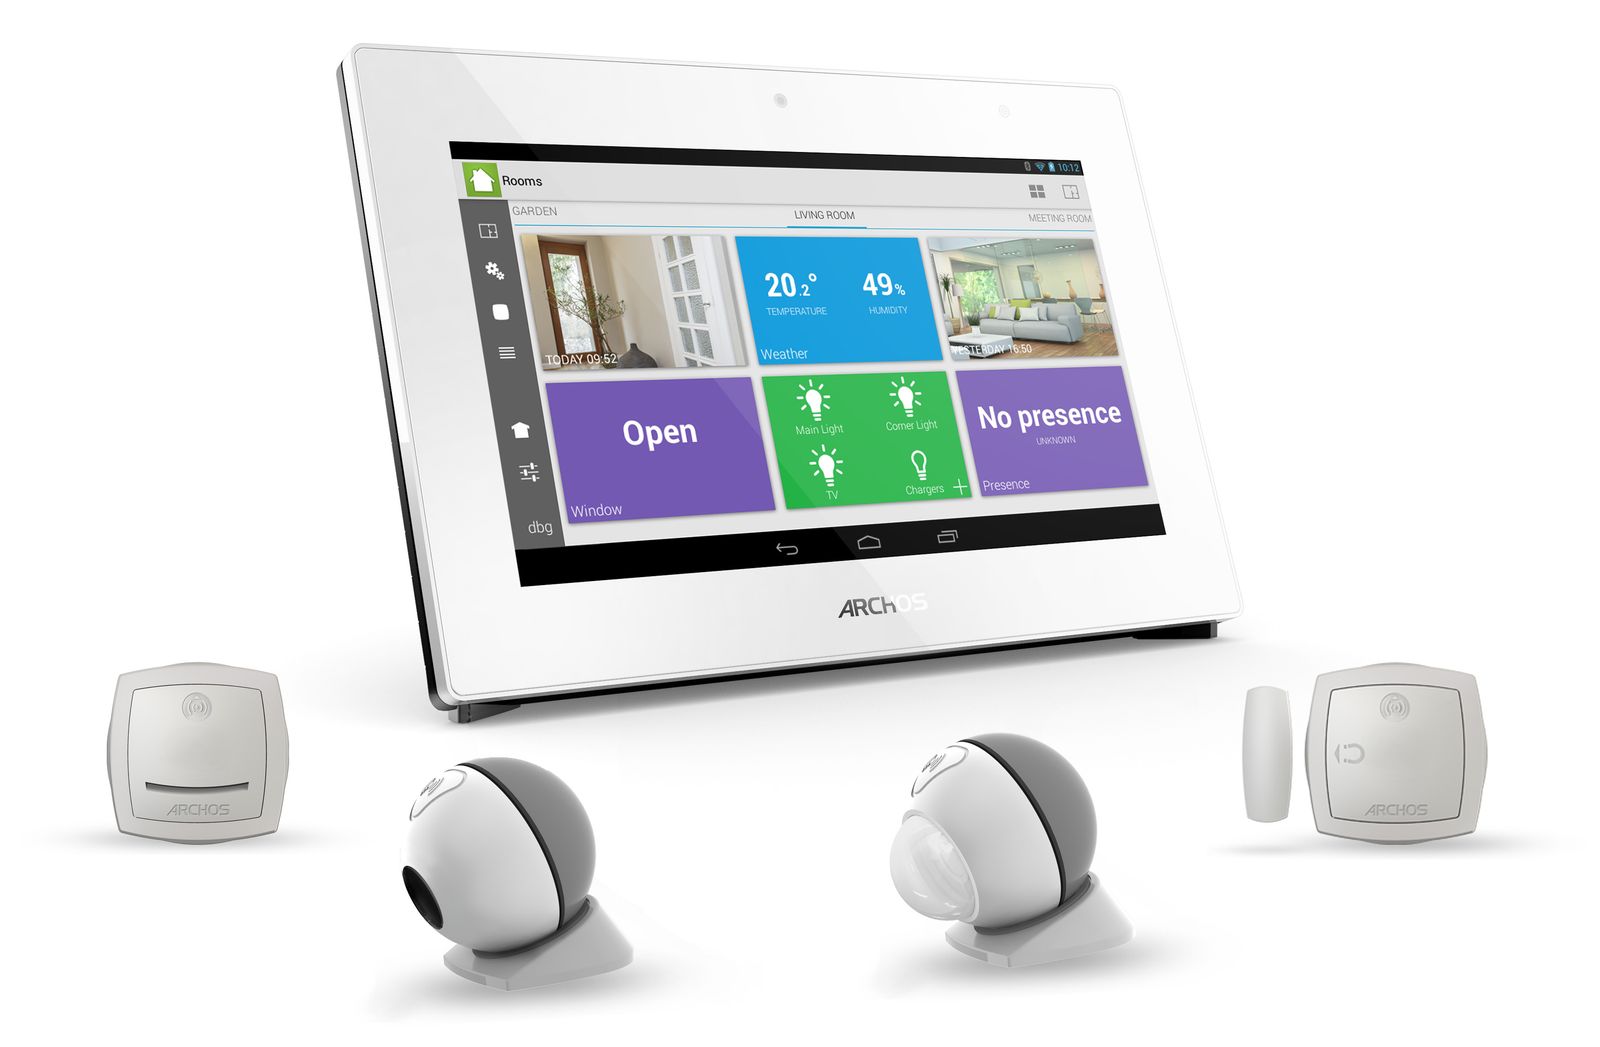 10:12
Rooms
GARDEN
LIVING ROOM
MEETING ROOM
TODAY 09:52
20.2°
TEMPERATURE
49%
HUMIDITY
Weather
YESTERDAY 16:50
Open
Window
Main Light
Corner Light
TV
Chargers
No presence
UNKNOWN
Presence
dbg
ARCHOS
ARCHOS
ARCHOS